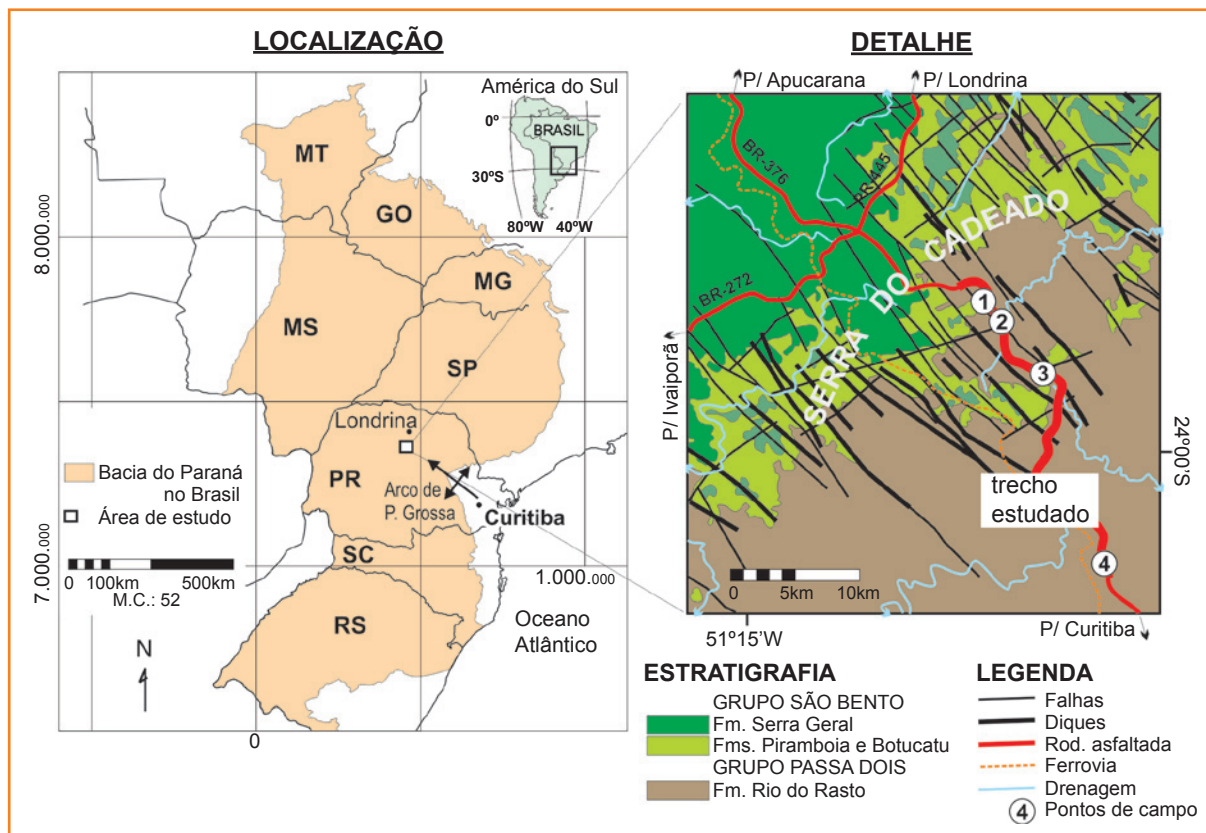 LOCALIZAÇÃO
América do Sul
0º
BRASIL
30ºS
80ºW 40ºW
MT
GO
MG
MS
SP
Londrina
PR
Arco de
P. Grossa
Curitiba
SC
RS
Oceano
Atlântico
8.000.000
7.000.000
1.000.000
0
Bacia do Paraná
no Brasil
Área de estudo
0 100km 500km
M.C.: 52
N
DETALHE
P/ Apucarana
P/ Londrina
BR-376
PR-445
BR-272
P/ Ivaiporã
SERRA DO CADEADO
1
2
3
trecho
estudado
4
24º00'S
0 5km 10km
51º15'W
P/ Curitiba
ESTRATIGRAFIA
GRUPO SÃO BENTO
Fm. Serra Geral
Fms. Piramboia e Botucatu
GRUPO PASSA DOIS
Fm. Rio do Rasto
LEGENDA
Falhas
Diques
Rod. asfaltada
Ferrovia
Drenagem
4 Pontos de campo